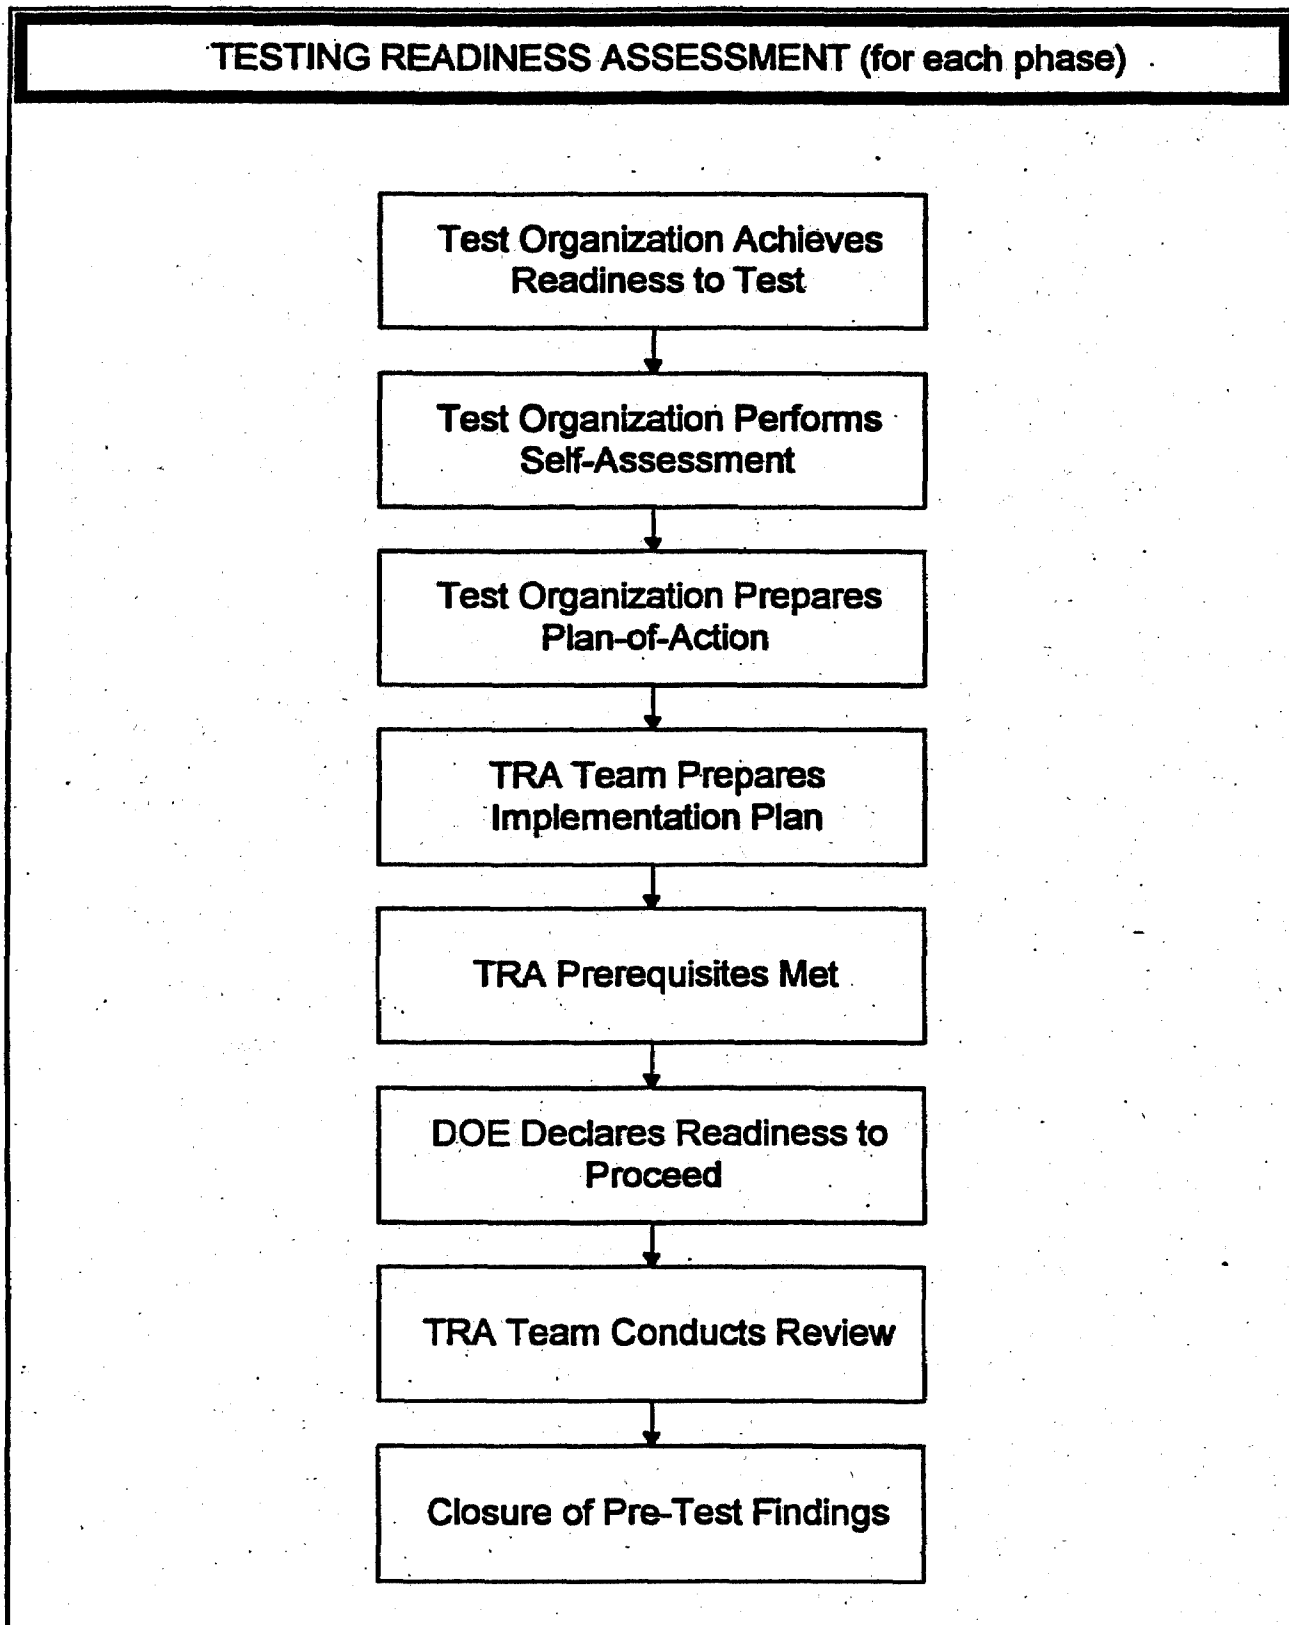 TESTING READINESS ASSESSMENT (for each phase)
Test Organization Achieves
Readiness to Test
Test Organization Performs
Self-Assessment
Test Organization Prepares
Plan-of-Action
TRA Team Prepares
Implementation Plan
TRA Prerequisites Met
DOE Declares Readiness to
Proceed
TRA Team Conducts Review
Closure of Pre-Test Findings